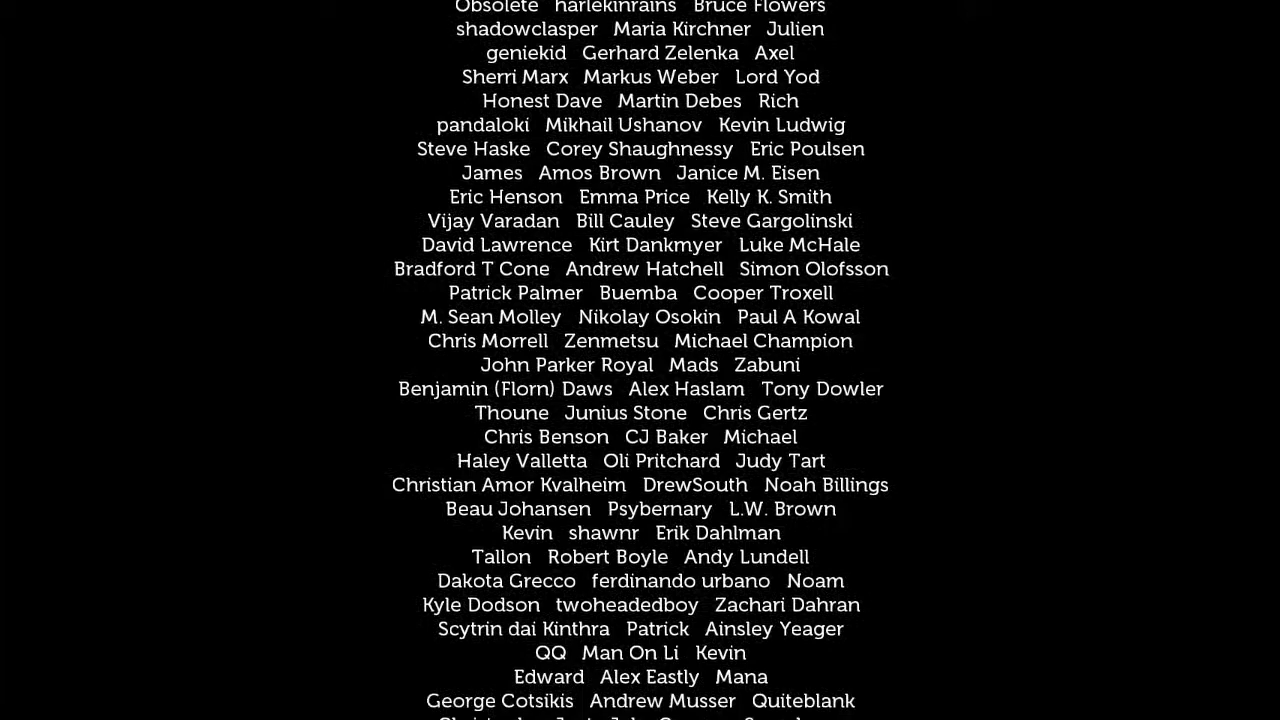 Obsolete harlekinrains Bruce Flowers
shadowclasper Maria Kirchner Julien
geniekid Gerhard Zelenka Axel
Sherri Marx Markus Weber Lord Yod
Honest Dave Martin Debes Rich
pandaloki Mikhail Ushanov Kevin Ludwig
Steve Haske Corey Shaughnessy Eric Poulsen
James Amos Brown Janice M. Eisen
Eric Henson Emma Price Kelly K. Smith
Vijay Varadan Bill Cauley Steve Gargolinski
David Lawrence Kirt Dankmyer Luke McHale
Bradford T Cone Andrew Hatchell Simon Olofsson
Patrick Palmer Buemba Cooper Troxell
M. Sean Molley Nikolay Osokin Paul A Kowal
Chris Morrell Zenmetsu Michael Champion
John Parker Royal Mads Zabuni
Benjamin (Florn) Daws Alex Haslam Tony Dowler
Thoune Junius Stone Chris Gertz
Chris Benson CJ Baker Michael
Haley Valletta Oli Pritchard Judy Tart
Christian Amor Kvalheim DrewSouth Noah Billings
Beau Johansen Psybernary L.W. Brown
Kevin shawnr Erik Dahlman
Tallon Robert Boyle Andy Lundell
Dakota Grecco ferdinando urbano Noam
Kyle Dodson twoheadedboy Zachari Dahran
Scytrin dai Kinthra Patrick Ainsley Yeager
QQ Man On Li Kevin
Edward Alex Eastly Mana
George Cotsikis Andrew Musser Quiteblank